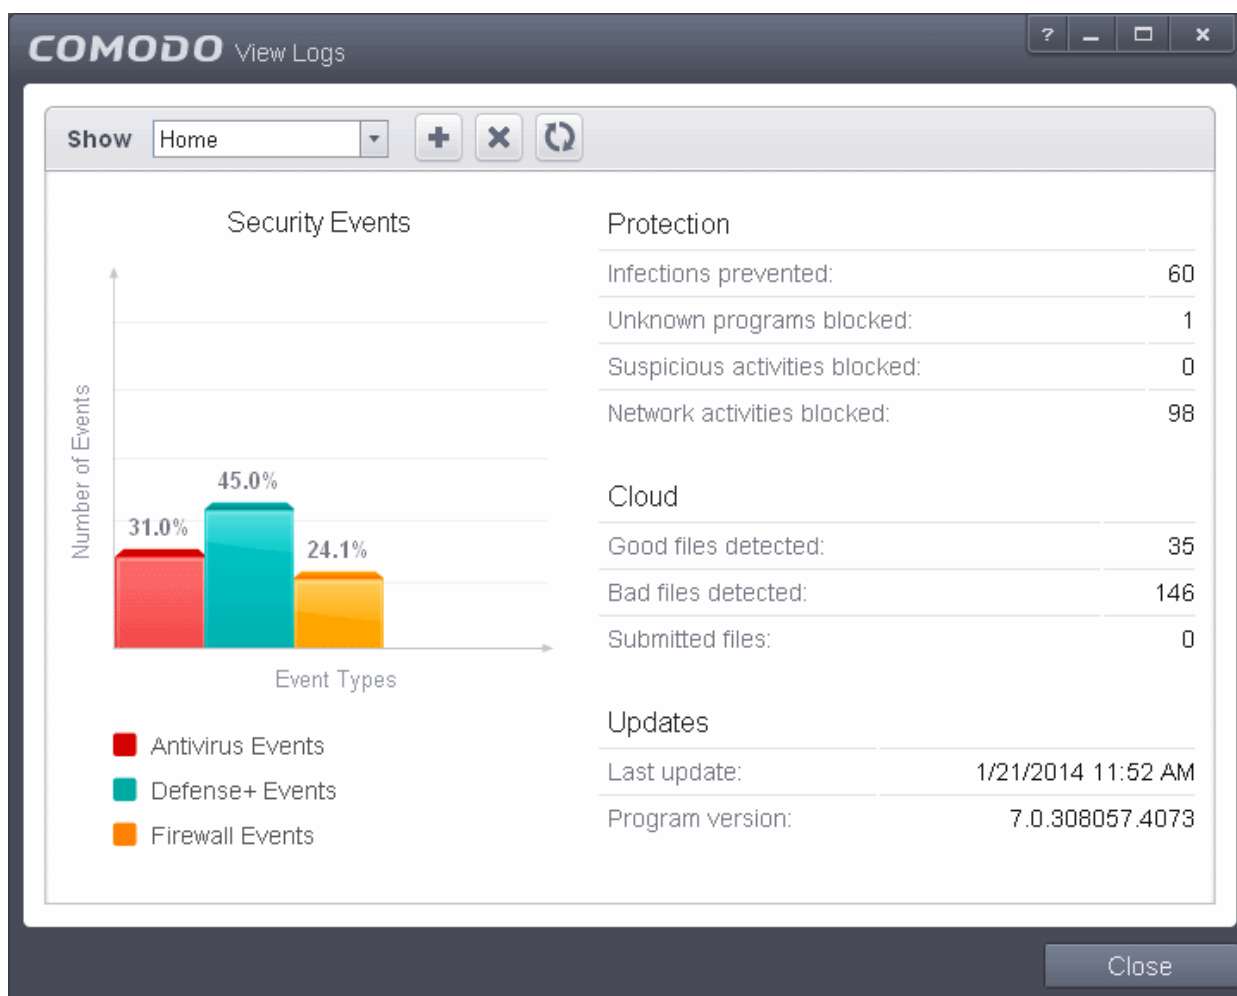 COMODO View Logs
?
Show Home
Security Events
Number of Events
31.0%
45.0%
24.1%
Event Types
Antivirus Events
Defense+ Events
Firewall Events
Protection
Infections prevented: 60
Unknown programs blocked: 1
Suspicious activities blocked: 0
Network activities blocked: 98
Cloud
Good files detected: 35
Bad files detected: 146
Submitted files: 0
Updates
Last update: 1/21/2014 11:52 AM
Program version: 7.0.308057.4073
Close